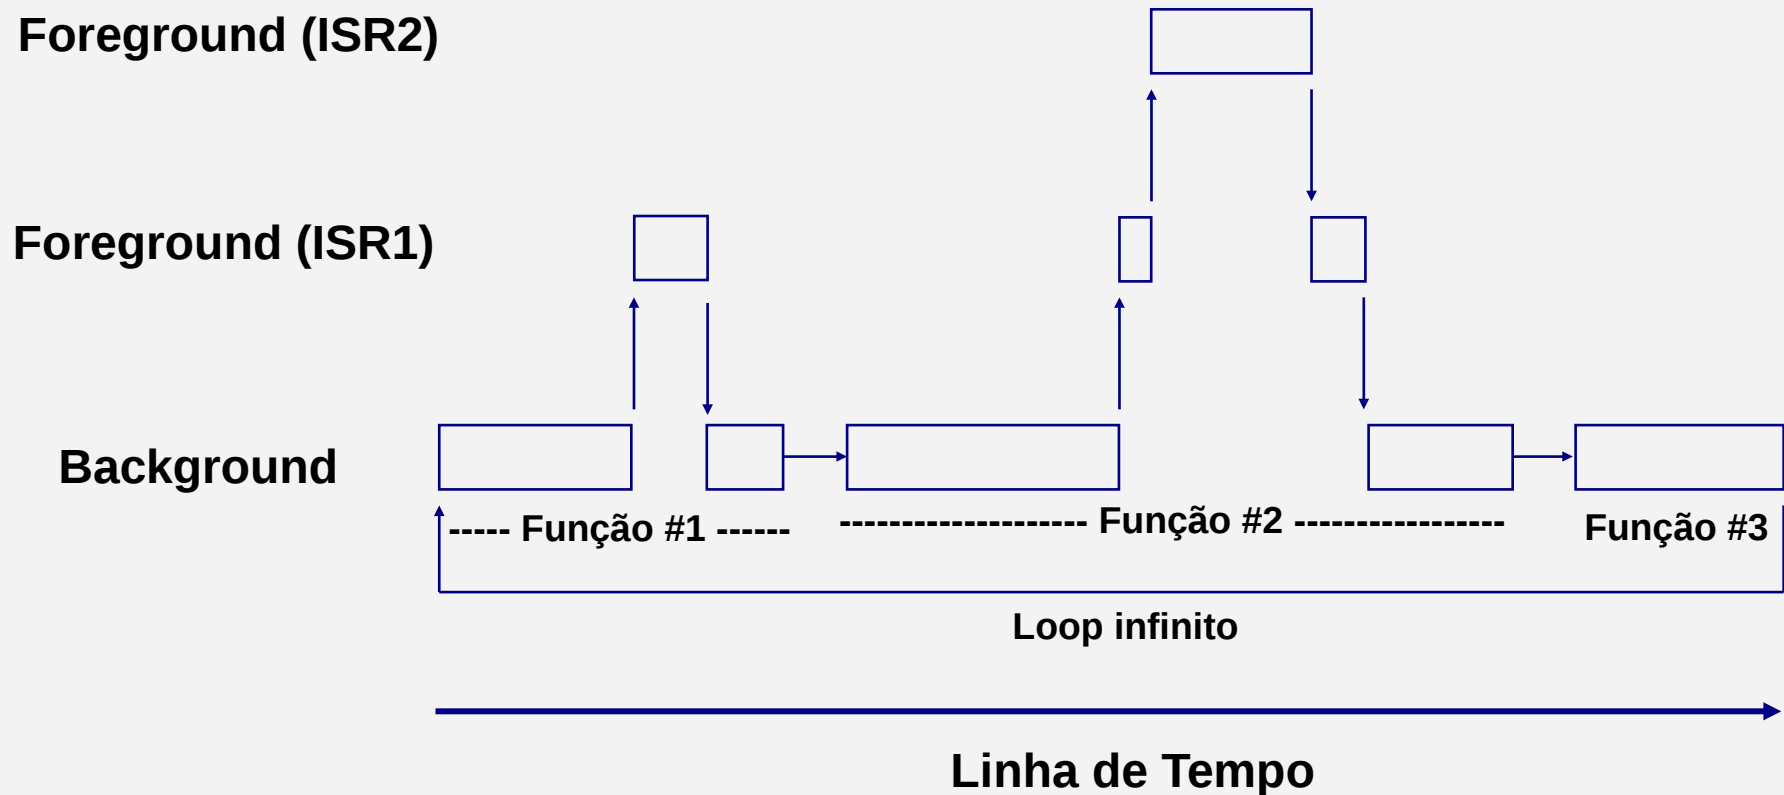 Foreground (ISR2)
Foreground (ISR1)
Background
----- Função #1 ------
-------------------- Função #2 -----------------
Função #3
Loop infinito
Linha de Tempo